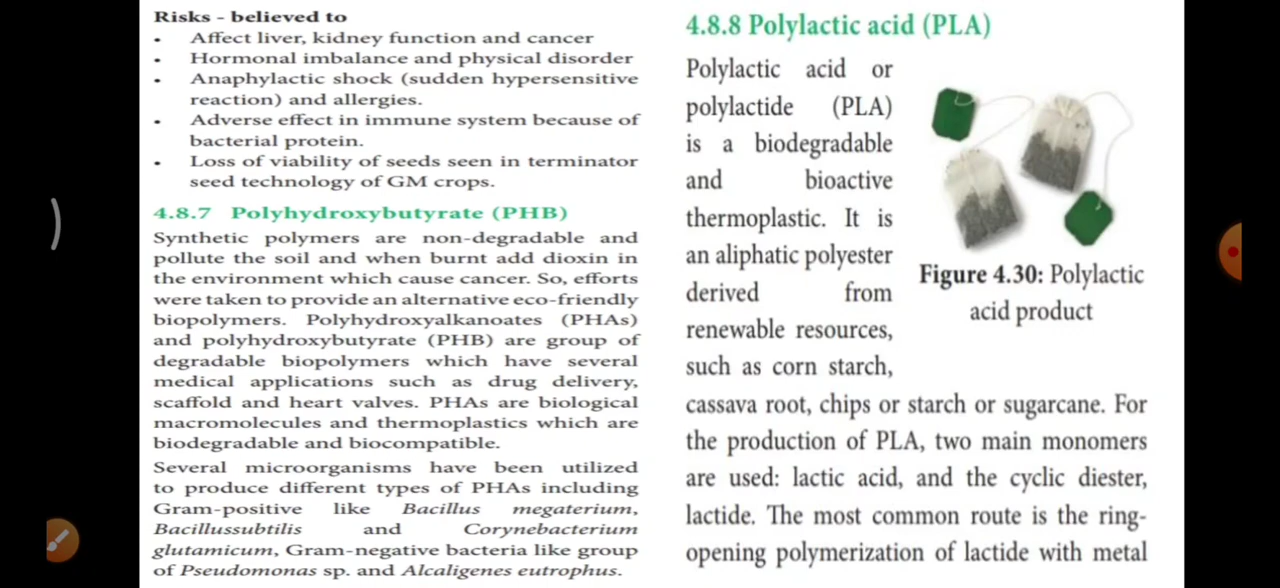 Risks - believed to
• Affect liver, kidney function and cancer
• Hormonal imbalance and physical disorder
• Anaphylactic shock (sudden hypersensitive
reaction) and allergies.
• Adverse effect in immune system because of
bacterial protein.
• Loss of viability of seeds seen in terminator
seed technology of GM crops.
4.8.7 Polyhydroxybutyrate (PHB)
Synthetic polymers are non-degradable and
pollute the soil and when burnt add dioxin in
the environment which cause cancer. So, efforts
were taken to provide an alternative eco-friendly
biopolymers. Polyhydroxyalkanoates (PHAs)
and polyhydroxybutyrate (PHB) are group of
degradable biopolymers which have several
medical applications such as drug delivery,
scaffold and heart valves. PHAs are biological
macromolecules and thermoplastics which are
biodegradable and biocompatible.
Several microorganisms have been utilized
to produce different types of PHAs including
Gram-positive like Bacillus megaterium,
Bacillussubtilis and Corynebacterium
glutamicum, Gram-negative bacteria like group
of Pseudomonas sp. and Alcaligenes eutrophus.
4.8.8 Polylactic acid (PLA)
Polylactic acid or
polylactide (PLA)
is a biodegradable
and bioactive
thermoplastic. It is
an aliphatic polyester
derived from
renewable resources,
such as corn starch,
Figure 4.30: Polylactic
acid product
cassava root, chips or starch or sugarcane. For
the production of PLA, two main monomers
are used: lactic acid, and the cyclic diester,
lactide. The most common route is the ring-
opening polymerization of lactide with metal